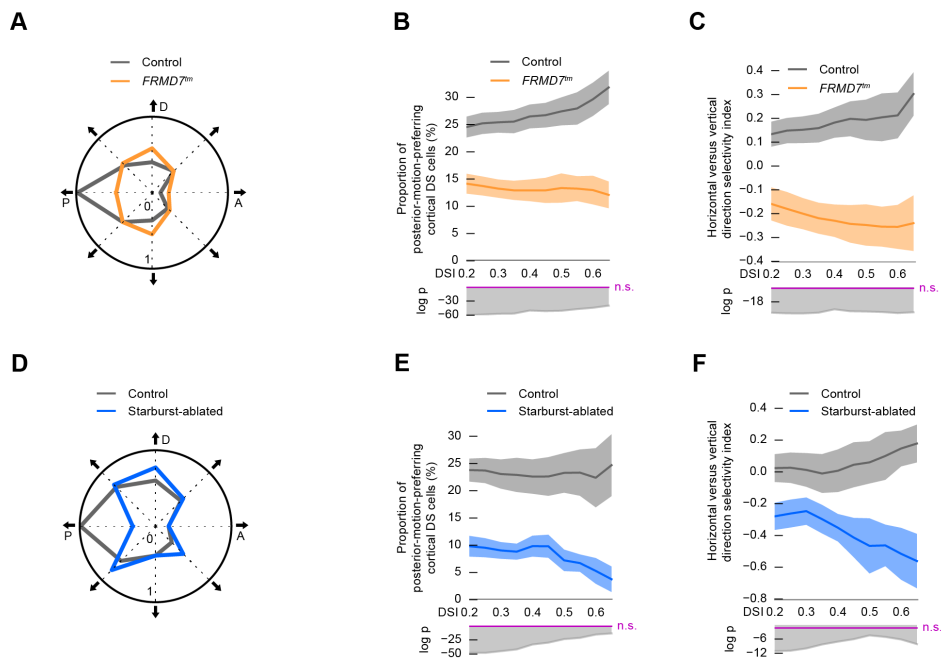 A
Control
FRMD7tm
D
P
A
0
1
B
Control
FRMD7tm
Proportion of
posterior-motion-preferring
cortical DS cells (%)
30
25
20
15
10
5
0
DSI 0.2 0.3 0.4 0.5 0.6
log p
n.s.
−30
−60
C
Control
FRMD7tm
Horizontal versus vertical
direction selectivity index
0.4
0.3
0.2
0.1
0.0
−0.1
−0.2
−0.3
−0.4
DSI 0.2 0.3 0.4 0.5 0.6
log p
n.s.
−18
D
Control
Starburst-ablated
D
P
A
0
1
E
Control
Starburst-ablated
Proportion of
posterior-motion-preferring
cortical DS cells (%)
30
25
20
15
10
5
0
DSI 0.2 0.3 0.4 0.5 0.6
log p
n.s.
−25
−50
F
Control
Starburst-ablated
Horizontal versus vertical
direction selectivity index
0.4
0.2
0.0
−0.2
−0.4
−0.6
−0.8
DSI 0.2 0.3 0.4 0.5 0.6
log p
n.s.
−6
−12